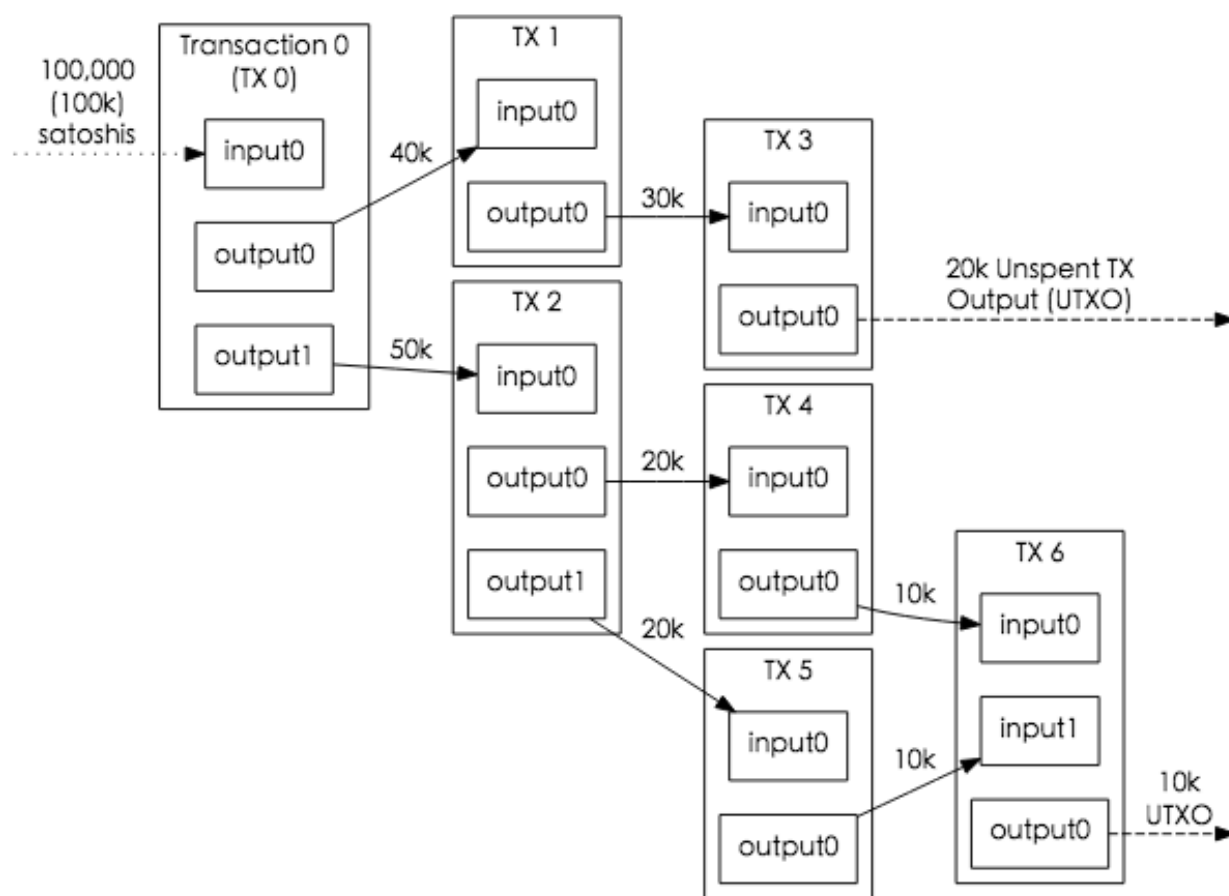 100,000
(100k)
satoshis
Transaction 0
(TX 0)
input0
output0
output1
40k
50k
TX 1
input0
output0
30k
TX 2
input0
output0
output1
20k
20k
TX 3
input0
output0
20k Unspent TX
Output (UTXO)
TX 4
input0
output0
10k
TX 5
input0
output0
10k
TX 6
input0
input1
output0
10k
UTXO